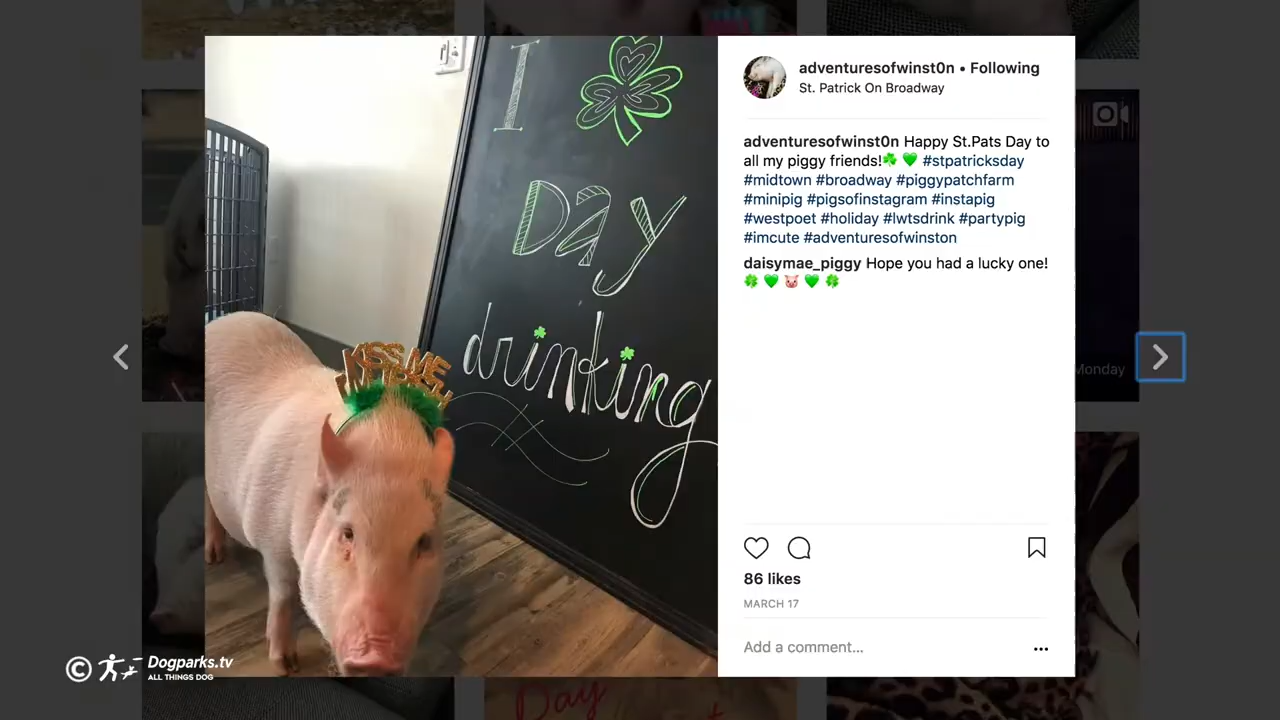 I ☘
Day
drinking
KISS ME
adventuresofwinst0n • Following
St. Patrick On Broadway
adventuresofwinst0n Happy St.Pats Day to
all my piggy friends!☘️ 💚 #stpatricksday
#midtown #broadway #piggypatchfarm
#minipig #pigsofinstagram #instapig
#westpoet #holiday #lwtsdrink #partypig
#imcute #adventuresofwinston
daisymae_piggy Hope you had a lucky one!
🍀 💚 🐷 💚 🍀
86 likes
MARCH 17
Add a comment...
Monday
Day
© Dogparks.tv
ALL THINGS DOG